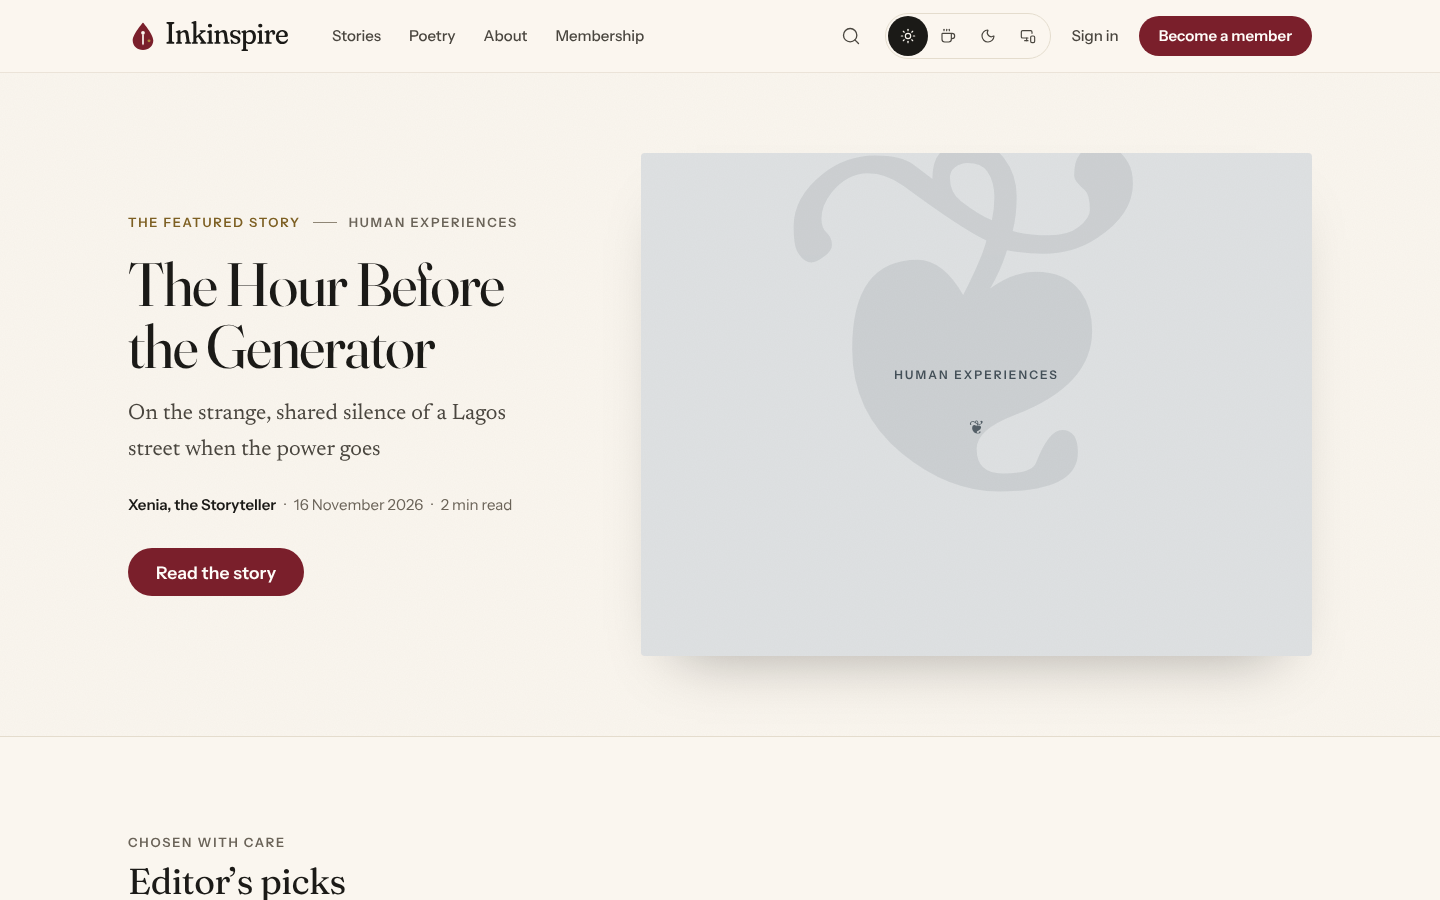 Inkinspire
Stories Poetry About Membership
Sign in
Become a member
THE FEATURED STORY — HUMAN EXPERIENCES
The Hour Before
the Generator
On the strange, shared silence of a Lagos
street when the power goes
Xenia, the Storyteller · 16 November 2026 · 2 min read
Read the story
HUMAN EXPERIENCES
CHOSEN WITH CARE
Editor’s picks